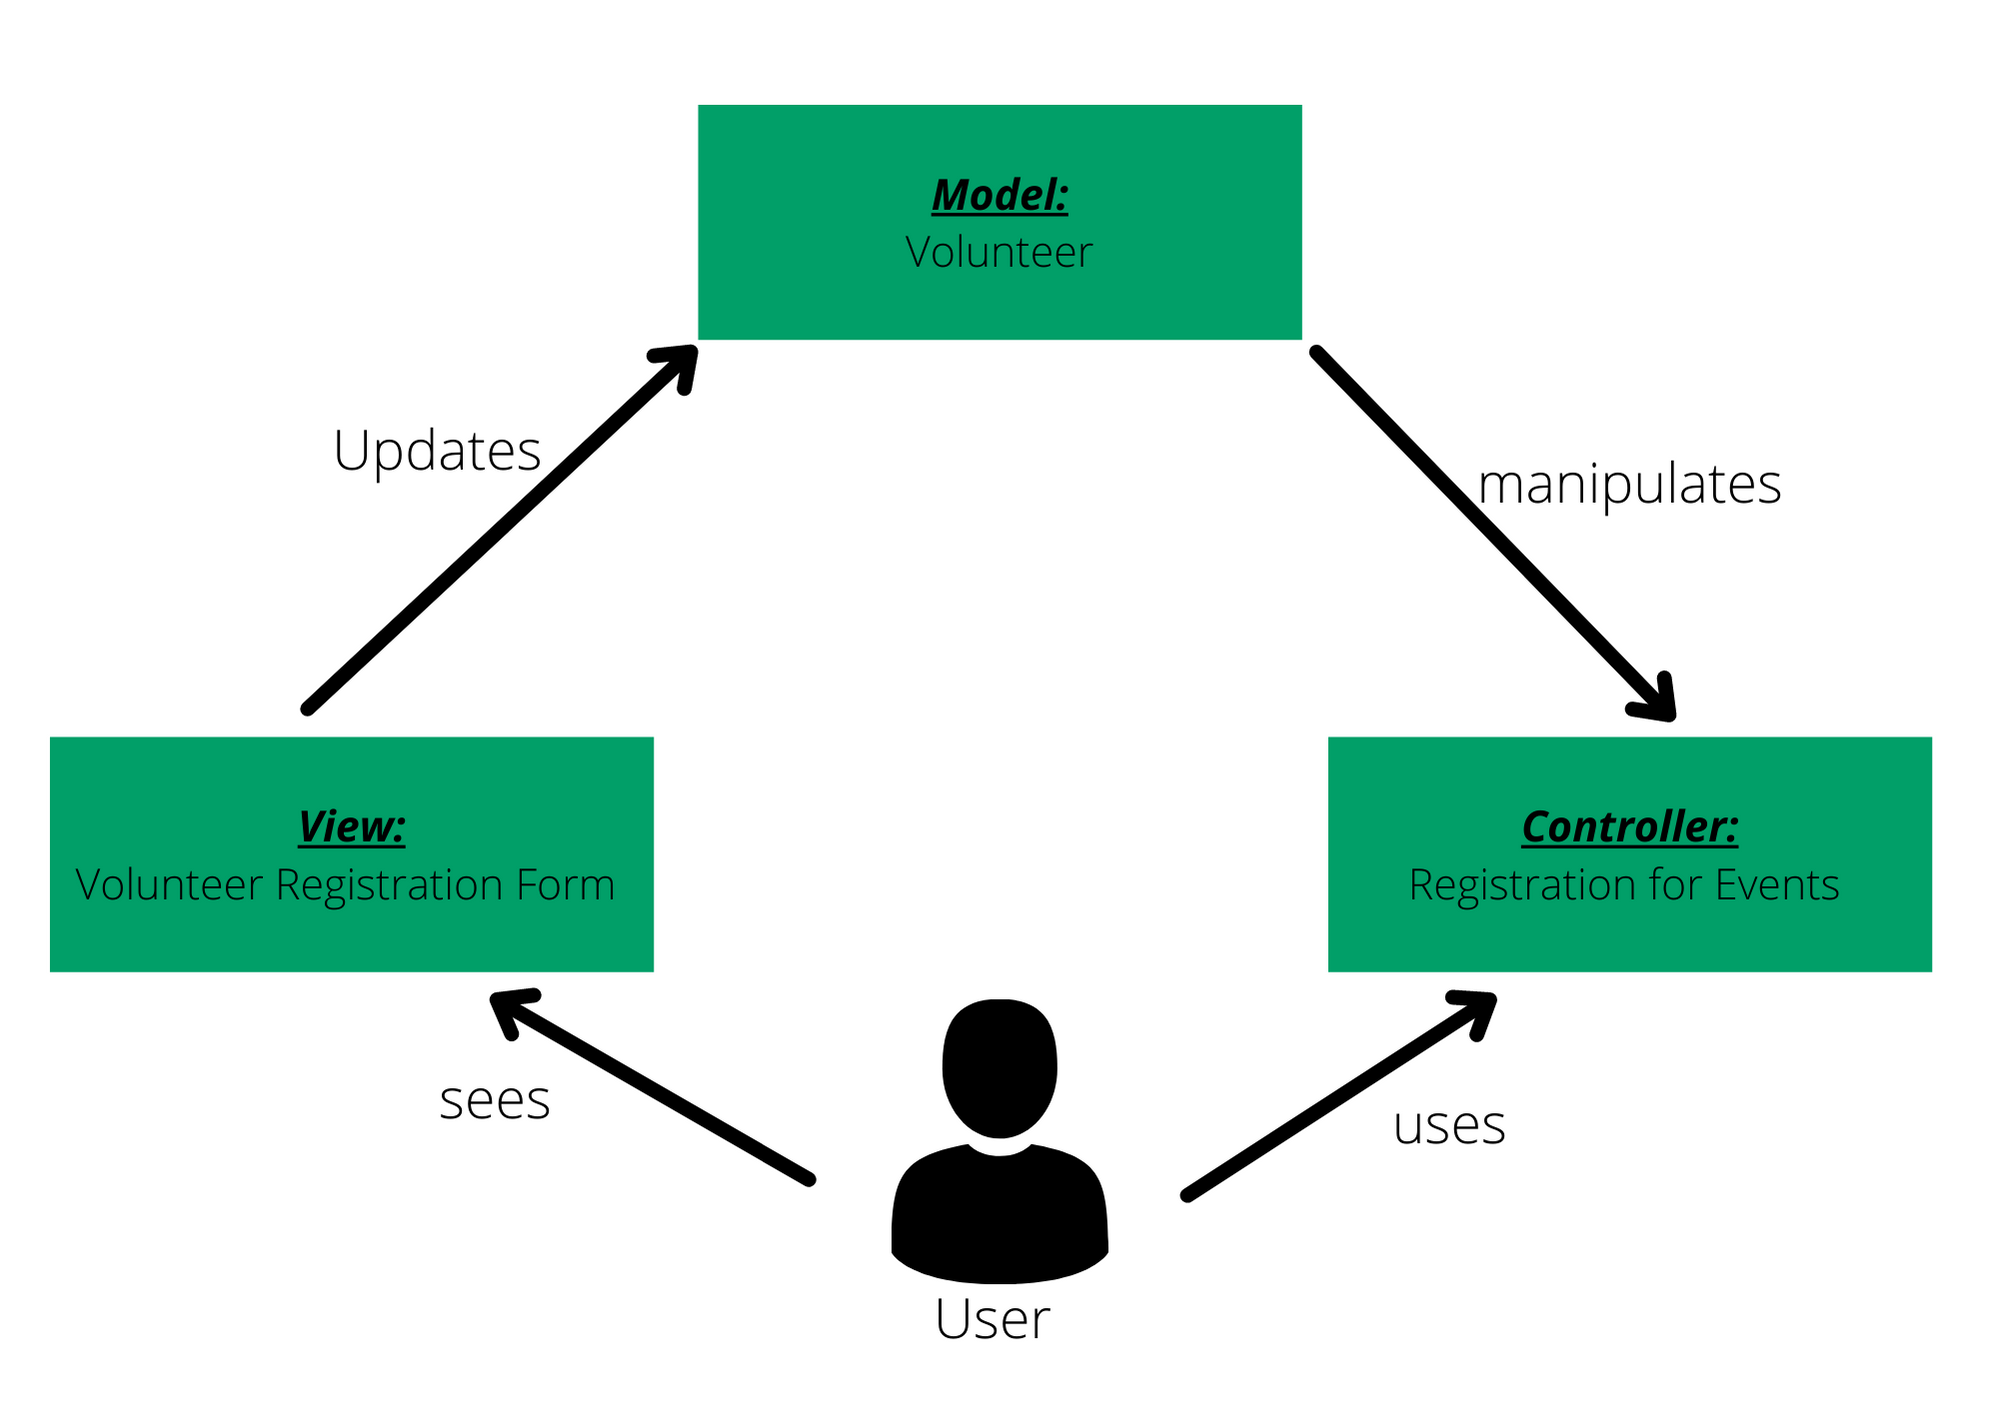 Model:
Volunteer
Updates
manipulates
View:
Volunteer Registration Form
Controller:
Registration for Events
sees
uses
User